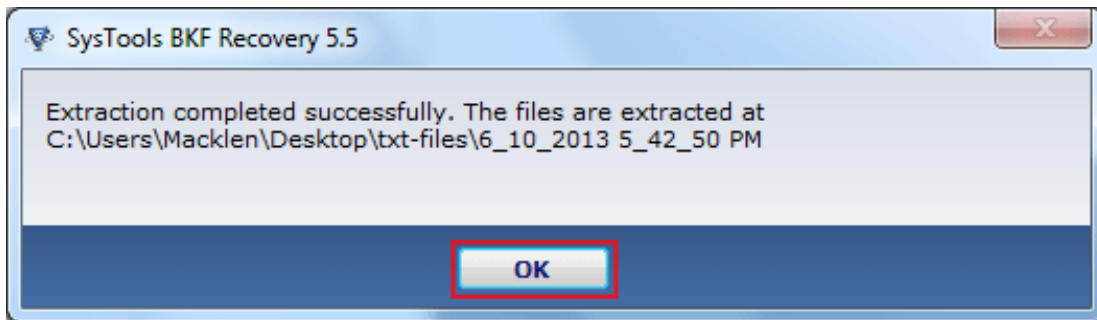 SysTools BKF Recovery 5.5
Extraction completed successfully. The files are extracted at
C:\Users\Macklen\Desktop\txt-files\6_10_2013 5_42_50 PM
OK